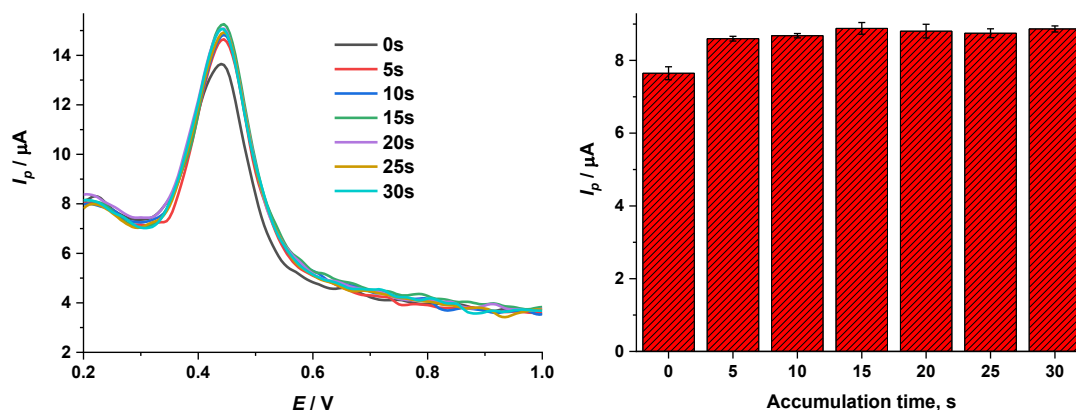 16
14
12
10
8
6
4
2
I_p / µA
0s
5s
10s
15s
20s
25s
30s
0.2 0.4 0.6 0.8 1.0
E / V
8
6
4
2
0
I_p / µA
0 5 10 15 20 25 30
Accumulation time, s